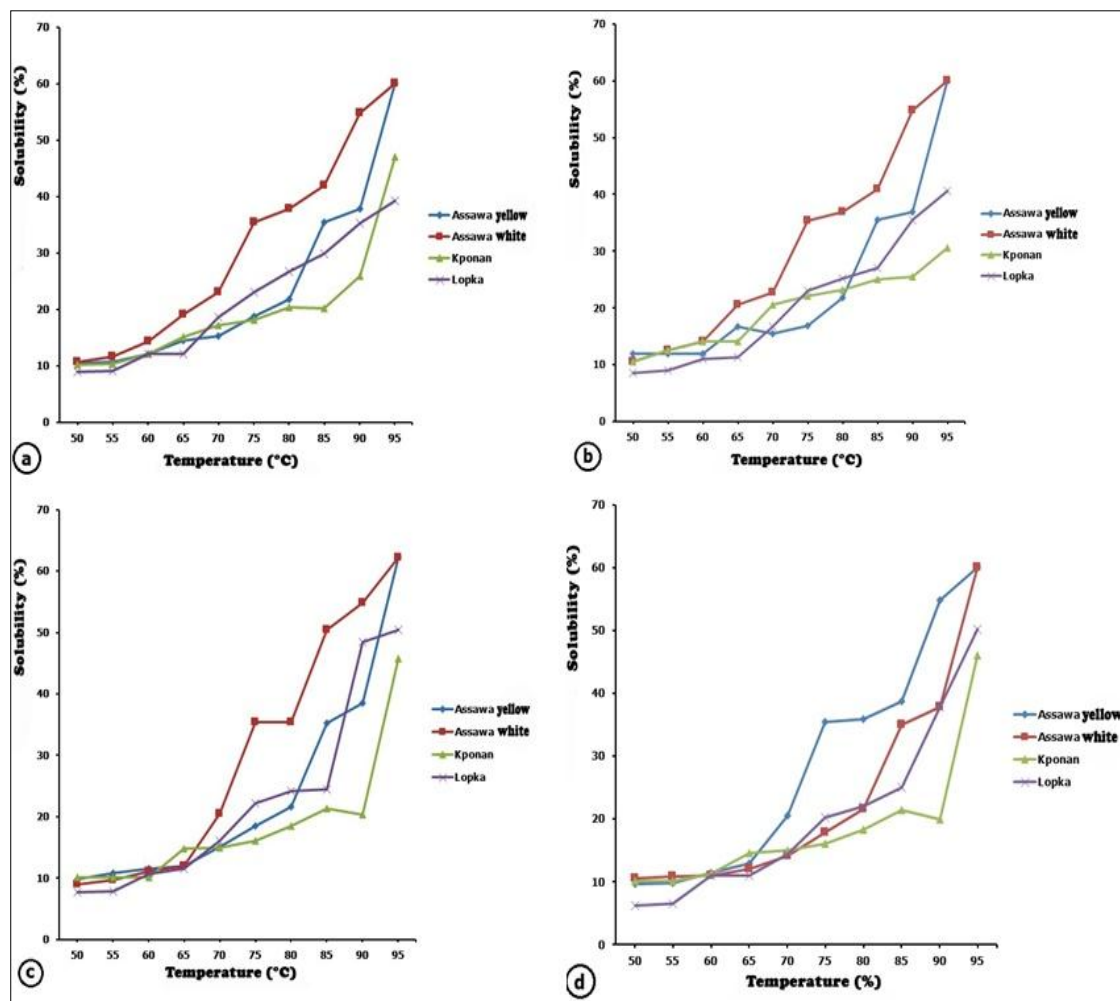 70
60
50
40
30
20
10
0
Solubility (%)
50 55 60 65 70 75 80 85 90 95
Temperature (°C)
Assawa yellow
Assawa white
Kponan
Lopka
a
70
60
50
40
30
20
10
0
Solubility (%)
50 55 60 65 70 75 80 85 90 95
Temperature (°C)
Assawa yellow
Assawa white
Kponan
Lopka
b
70
60
50
40
30
20
10
0
Solubility (%)
50 55 60 65 70 75 80 85 90 95
Temperature (°C)
Assawa yellow
Assawa white
Kponan
Lopka
c
70
60
50
40
30
20
10
0
Solubility (%)
50 55 60 65 70 75 80 85 90 95
Temperature (%)
Assawa yellow
Assawa white
Kponan
Lopka
d